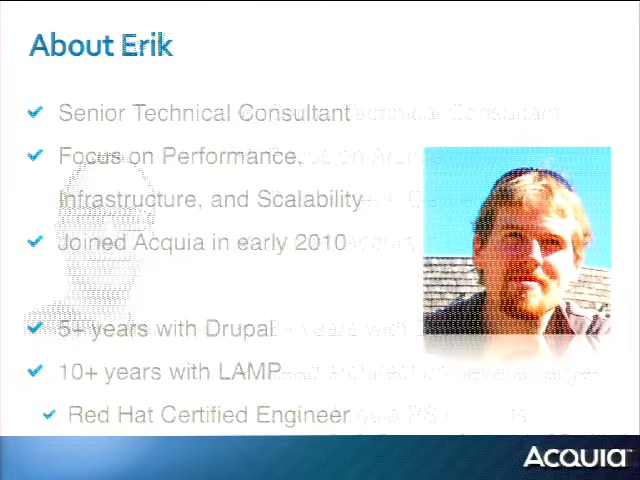 About Erik
Senior Technical Consultant
Focus on Performance,
Infrastructure, and Scalability
Joined Acquia in early 2010
5+ years with Drupal
10+ years with LAMP
Red Hat Certified Engineer
ACQUIA